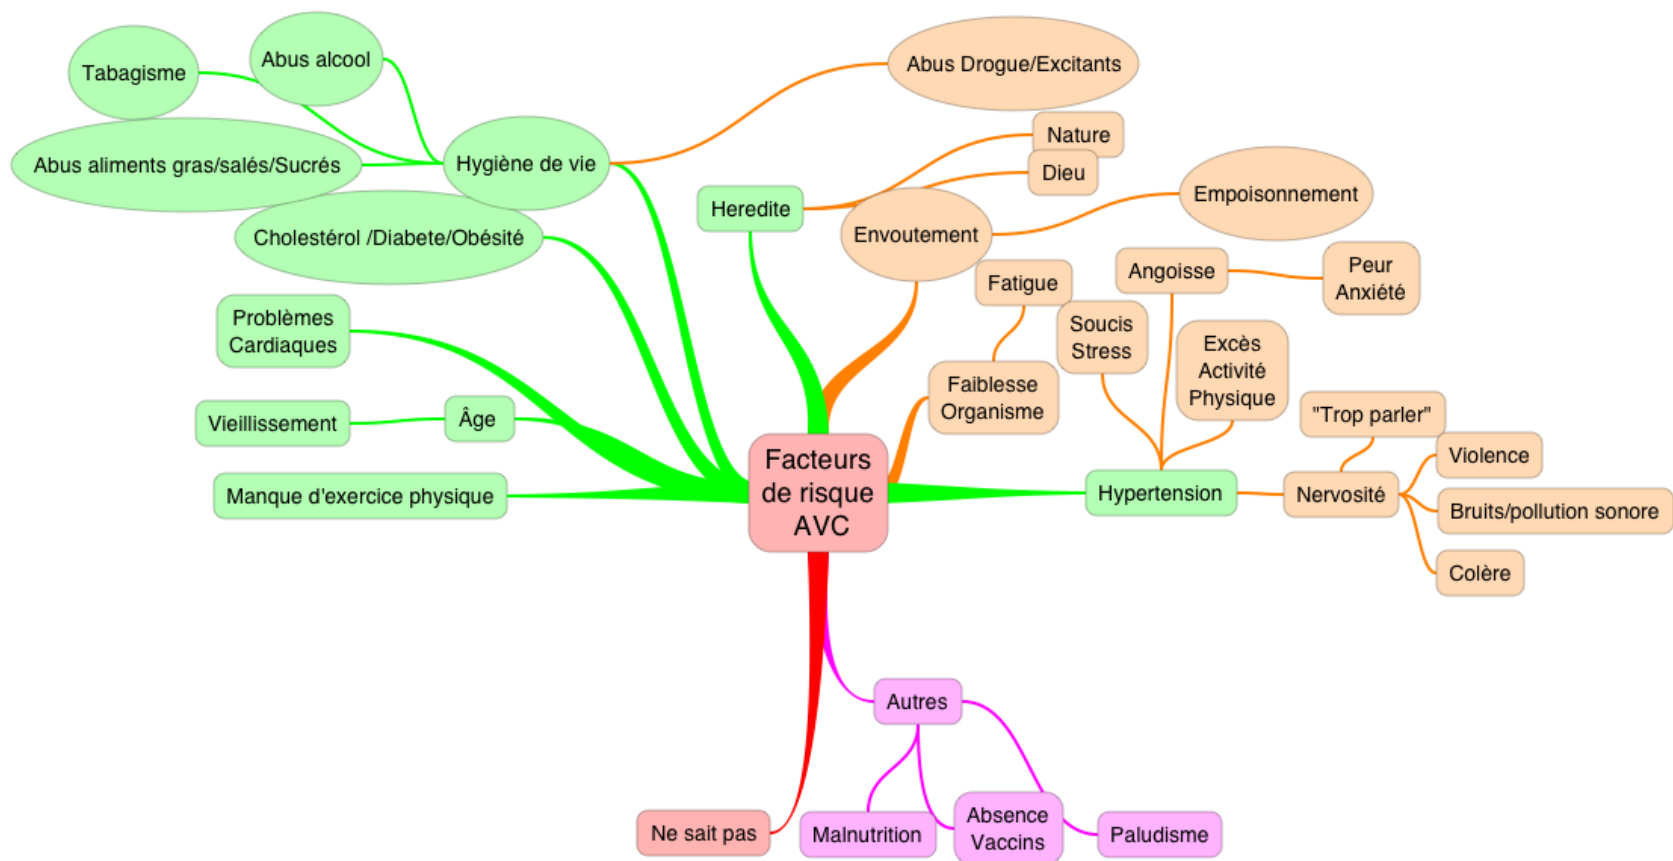 Tabagisme
Abus alcool
Abus aliments gras/salés/Sucrés
Hygiène de vie
Cholestérol /Diabete/Obésité
Problèmes
Cardiaques
Vieillissement
Âge
Manque d'exercice physique
Abus Drogue/Excitants
Nature
Dieu
Heredite
Envoutement
Empoisonnement
Fatigue
Faiblesse
Organisme
Soucis
Stress
Angoisse
Peur
Anxiété
Excès
Activité
Physique
"Trop parler"
Violence
Hypertension
Nervosité
Bruits/pollution sonore
Colère
Facteurs
de risque
AVC
Autres
Ne sait pas
Malnutrition
Absence
Vaccins
Paludisme